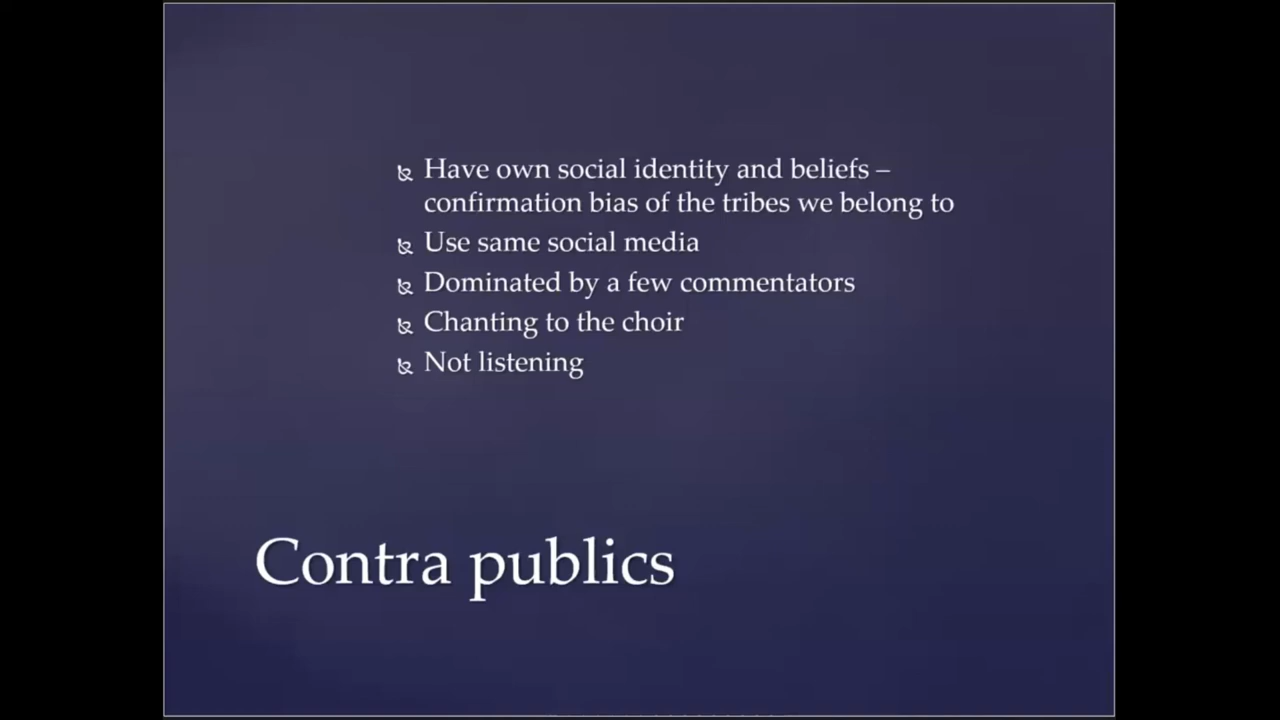 Have own social identity and beliefs –
confirmation bias of the tribes we belong to
Use same social media
Dominated by a few commentators
Chanting to the choir
Not listening
Contra publics